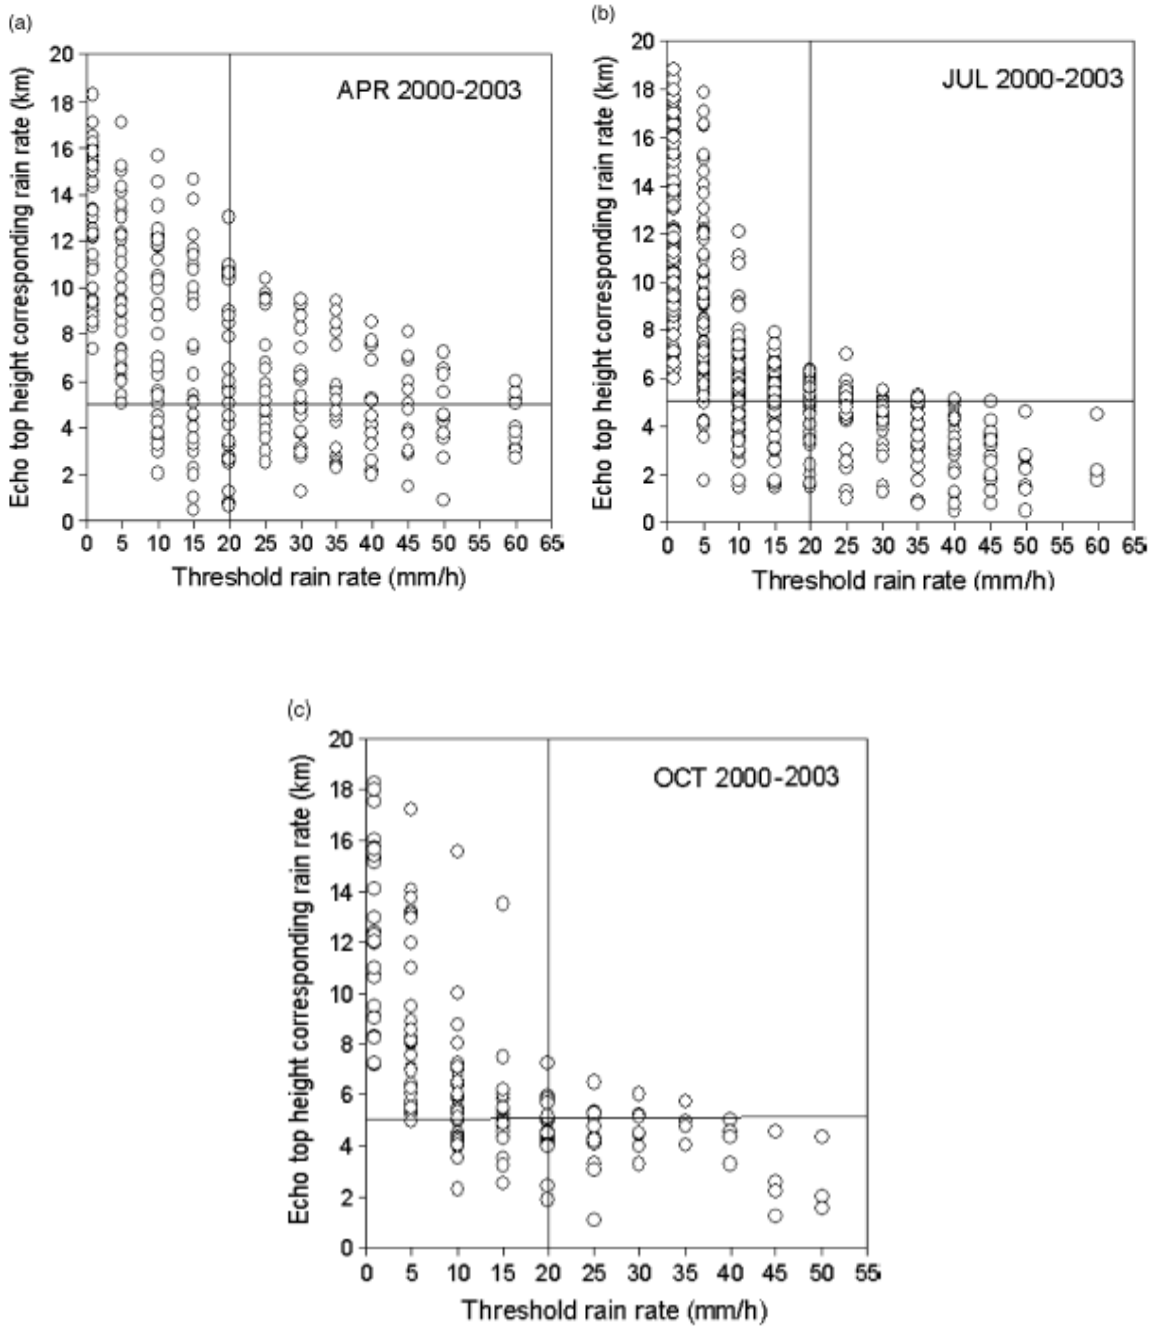 (a)
APR 2000-2003
Echo top height corresponding rain rate (km)
20
18
16
14
12
10
8
6
4
2
0
0 5 10 15 20 25 30 35 40 45 50 55 60 65
Threshold rain rate (mm/h)
(b)
JUL 2000-2003
Echo top height corresponding rain rate (km)
20
18
16
14
12
10
8
6
4
2
0
0 5 10 15 20 25 30 35 40 45 50 55 60 65
Threshold rain rate (mm/h)
(c)
OCT 2000-2003
Echo top height corresponding rain rate (km)
20
18
16
14
12
10
8
6
4
2
0
0 5 10 15 20 25 30 35 40 45 50 55
Threshold rain rate (mm/h)